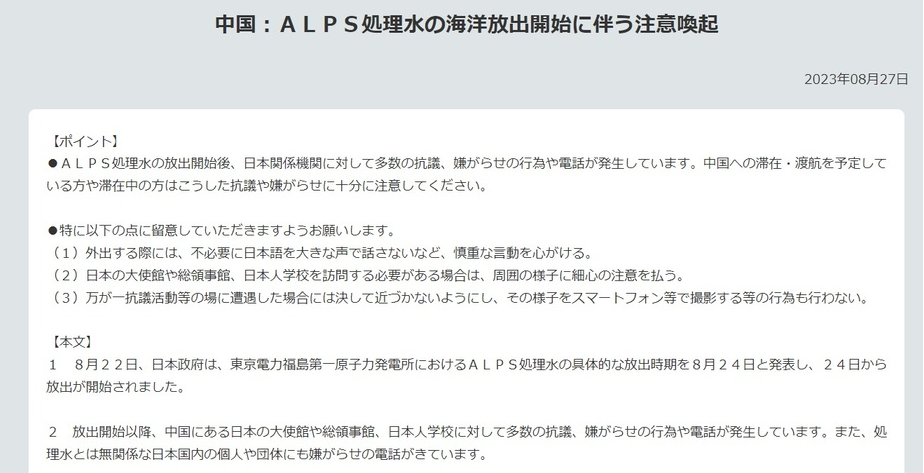 中国：ＡＬＰＳ処理水の海洋放出開始に伴う注意喚起
2023年08月27日
【ポイント】
●ＡＬＰＳ処理水の放出開始後、日本関係機関に対して多数の抗議、嫌がらせの行為や電話が発生しています。中国への滞在・渡航を予定して
いる方や滞在中の方はこうした抗議や嫌がらせに十分に注意してください。
●特に以下の点に留意していただきますようお願いします。
（１）外出する際には、不必要に日本語を大きな声で話さないなど、慎重な言動を心がける。
（２）日本の大使館や総領事館、日本人学校を訪問する必要がある場合は、周囲の様子に細心の注意を払う。
（３）万が一抗議活動等の場に遭遇した場合には決して近づかないようにし、その様子をスマートフォン等で撮影する等の行為も行わない。
【本文】
１　８月２２日、日本政府は、東京電力福島第一原子力発電所におけるＡＬＰＳ処理水の具体的な放出時期を８月２４日と発表し、２４日から
放出が開始されました。
２　放出開始以降、中国にある日本の大使館や総領事館、日本人学校に対して多数の抗議、嫌がらせの行為や電話が発生しています。また、処
理水とは無関係な日本国内の個人や団体にも嫌がらせの電話がきています。